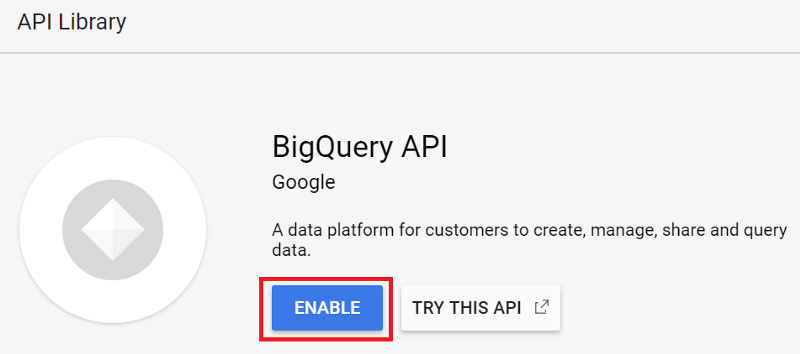 API Library
BigQuery API
Google
A data platform for customers to create, manage, share and query
data.
ENABLE
TRY THIS API